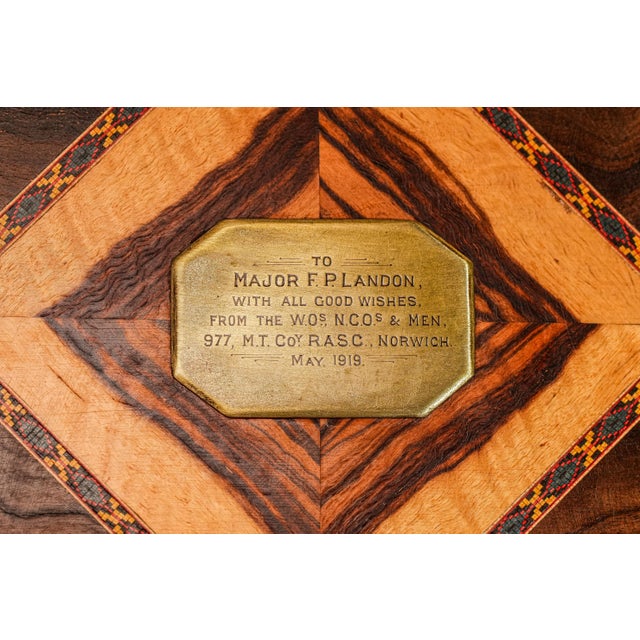 TO
MAJOR F.P. LANDON,
WITH ALL GOOD WISHES,
FROM THE W.Os, N.C.Os & MEN,
977, M.T. Coy. R.A.S.C., NORWICH.
MAY. 1919.